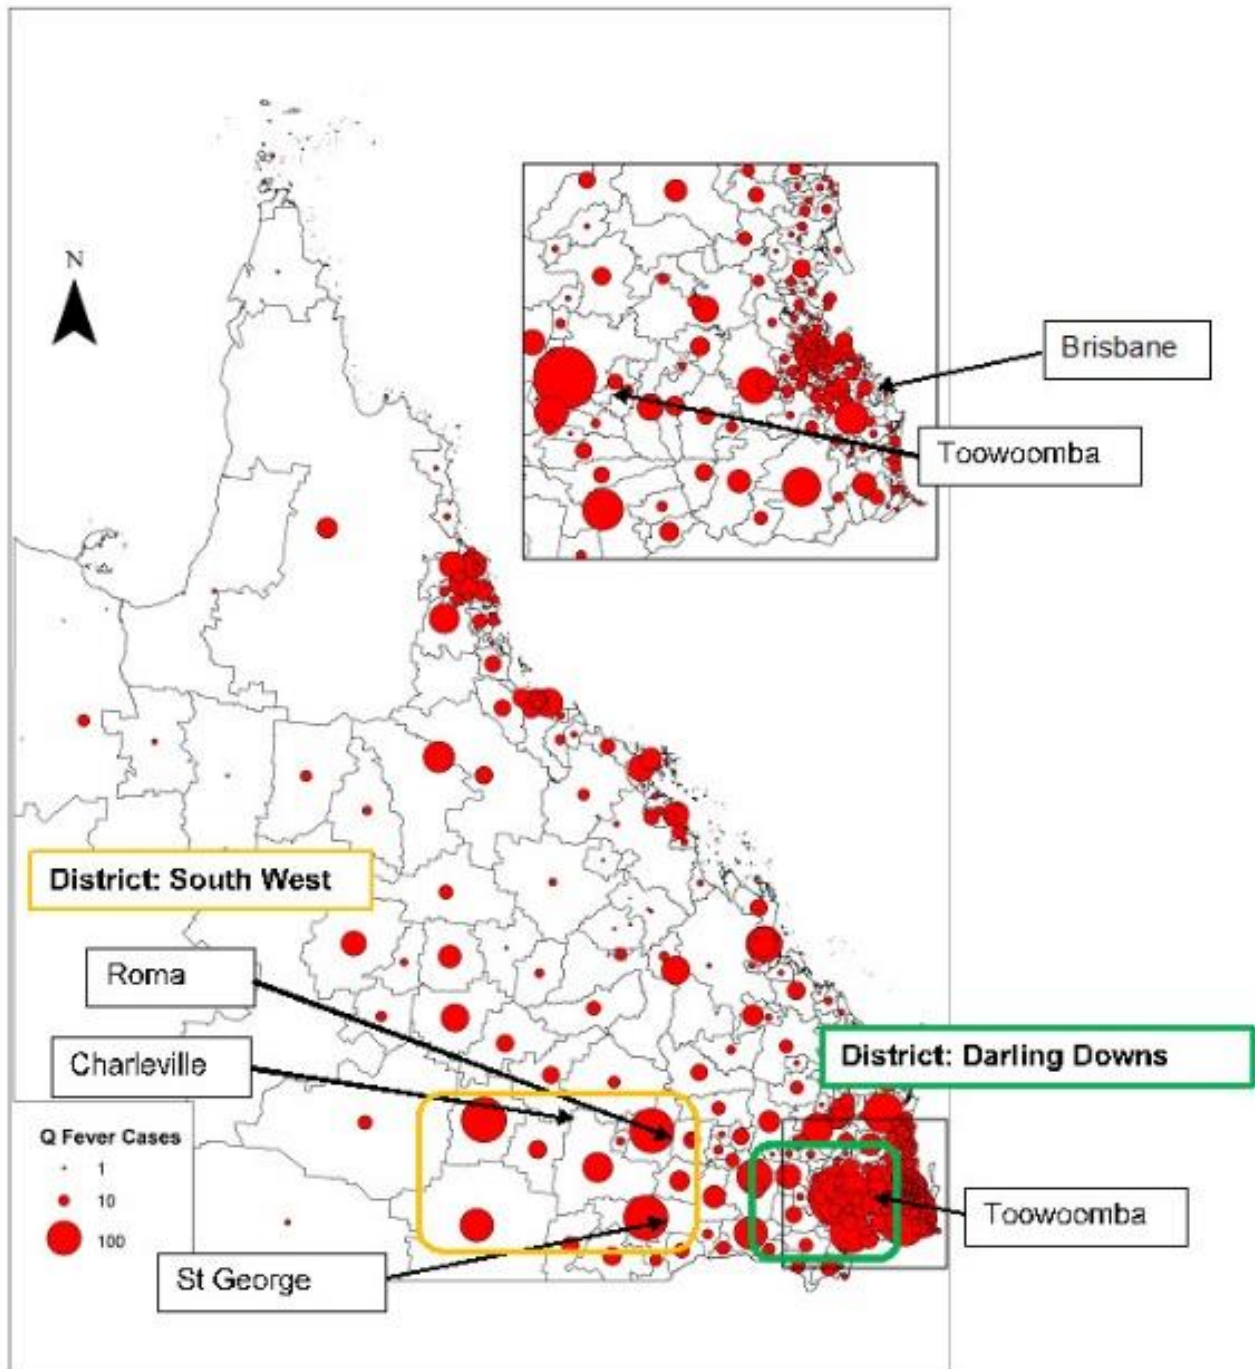 N
Brisbane
Toowoomba
District: South West
Roma
District: Darling Downs
Charleville
Q Fever Cases
1
10
100
Toowoomba
St George